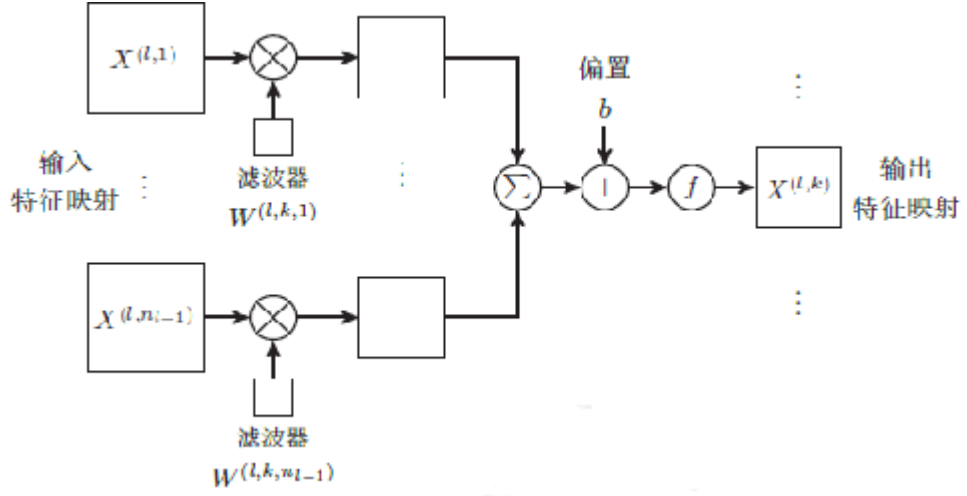 X^(l,1)
输入
特征映射
⋮
滤波器
W^(l,k,1)
⋮
X^(l,n_{l-1})
滤波器
W^(l,k,n_{l-1})
∑
偏置
b
f
⋮
X^(l,k)
输出
特征映射
⋮